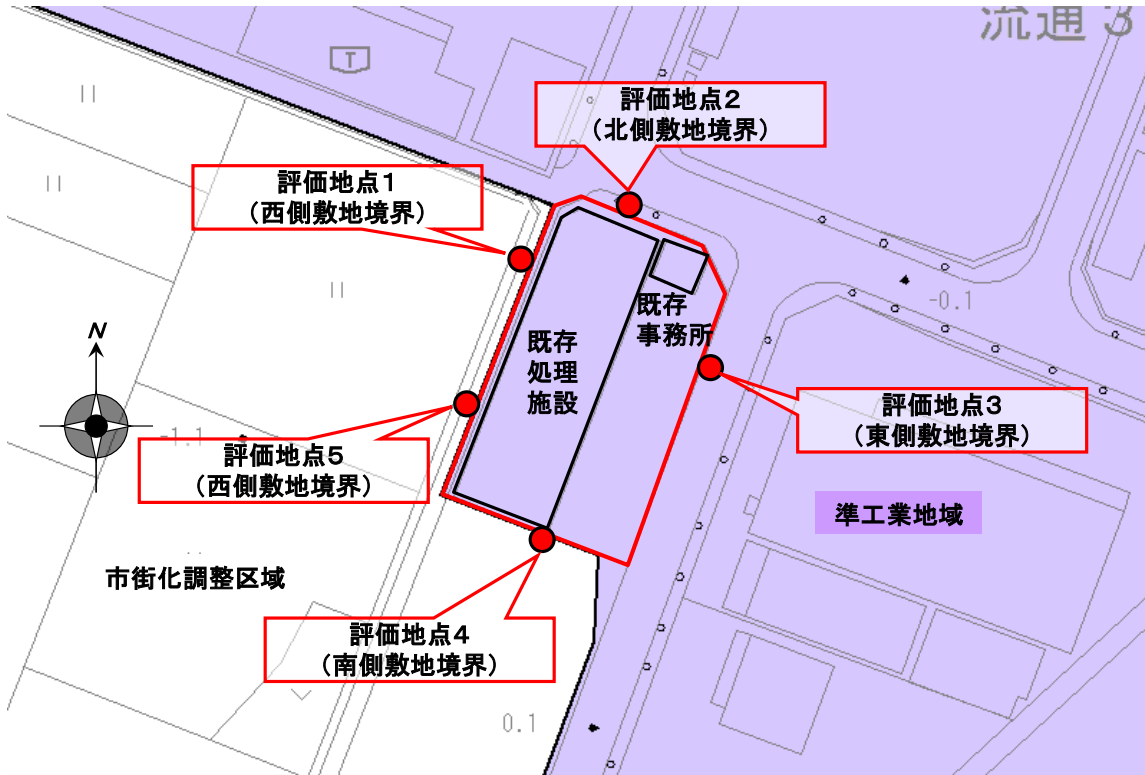 流通3
評価地点2
（北側敷地境界）
評価地点1
（西側敷地境界）
既存
事務所
既存
処理
施設
-0.1
N
評価地点3
（東側敷地境界）
-1.1
評価地点5
（西側敷地境界）
準工業地域
市街化調整区域
評価地点4
（南側敷地境界）
0.1
T